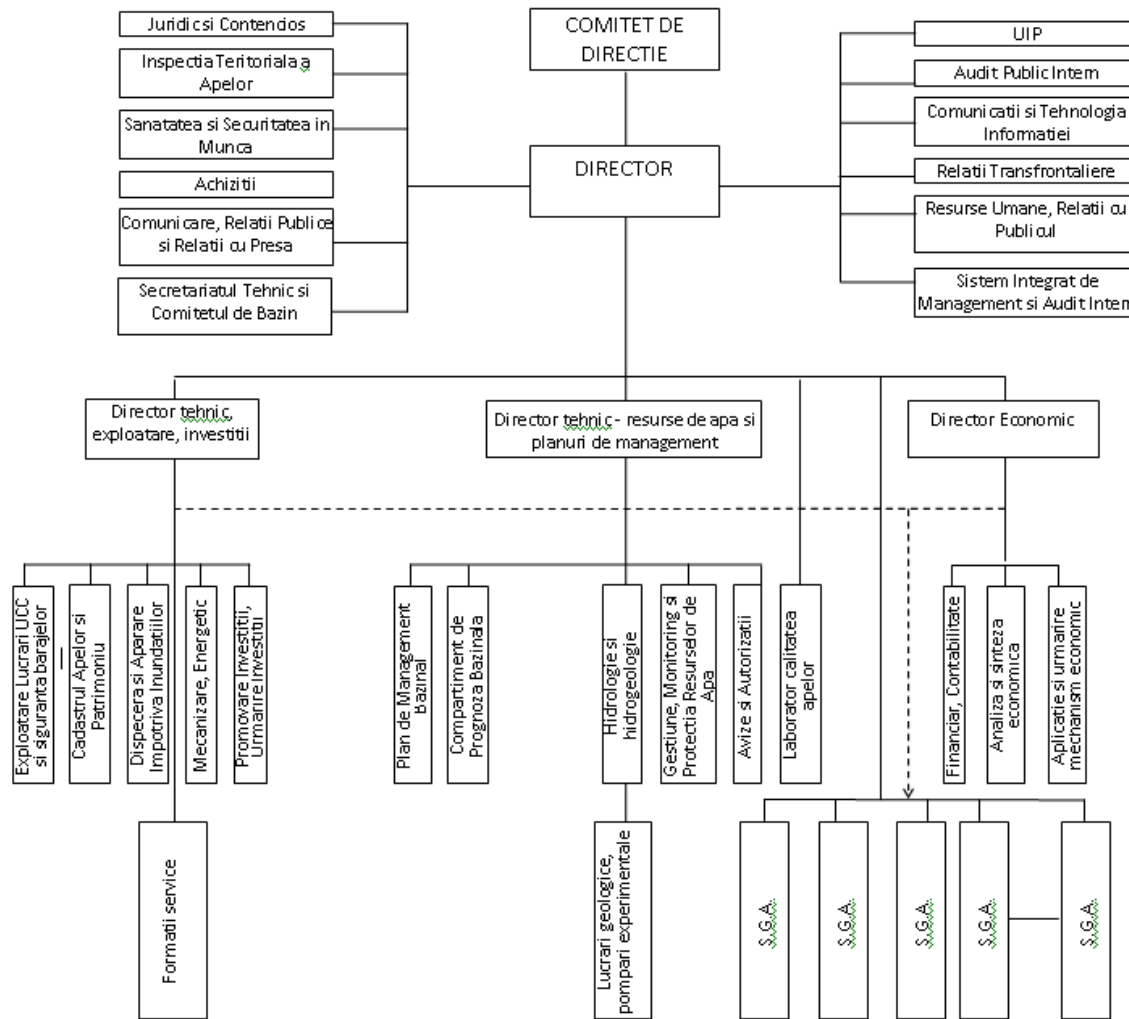 COMITET DE
DIRECTIE
DIRECTOR
Juridic si Contencios
Inspectia Teritoriala a
Apelor
Sanatatea si Securitatea in
Munca
Achizitii
Comunicare, Relatii Publice
si Relatii cu Presa
Secretariatul Tehnic si
Comitetul de Bazin
UIP
Audit Public Intern
Comunicatii si Tehnologia
Informatiei
Relatii Transfrontaliere
Resurse Umane, Relatii cu
Publicul
Sistem Integrat de
Management si Audit Intern
Director tehnic,
exploatare, investitii
Director tehnic - resurse de apa si
planuri de management
Director Economic
Exploatare Lucrari UCC
si siguranta barajelor
Cadastrul Apelor si
Patrimoniu
Dispecerat si Aparare
Impotriva Inundatiilor
Mecanizare, Energetic
Promovare Investitii,
Urmarire Investitii
Plan de Management
Bazinal
Compartiment de
Prognoza Bazinala
Hidrologie si
hidrogeologie
Gestiune, Monitoring si
Protectia Resurselor de
Apa
Avize si Autorizatii
Laborator calitatea
apelor
Financiar, Contabilitate
Analiza si sinteza
economica
Aplicatie si urmarire
mechanism economic
Formatii service
Lucrari geologice,
pompari experimentale
S.G.A.
S.G.A.
S.G.A.
S.G.A.
S.G.A.